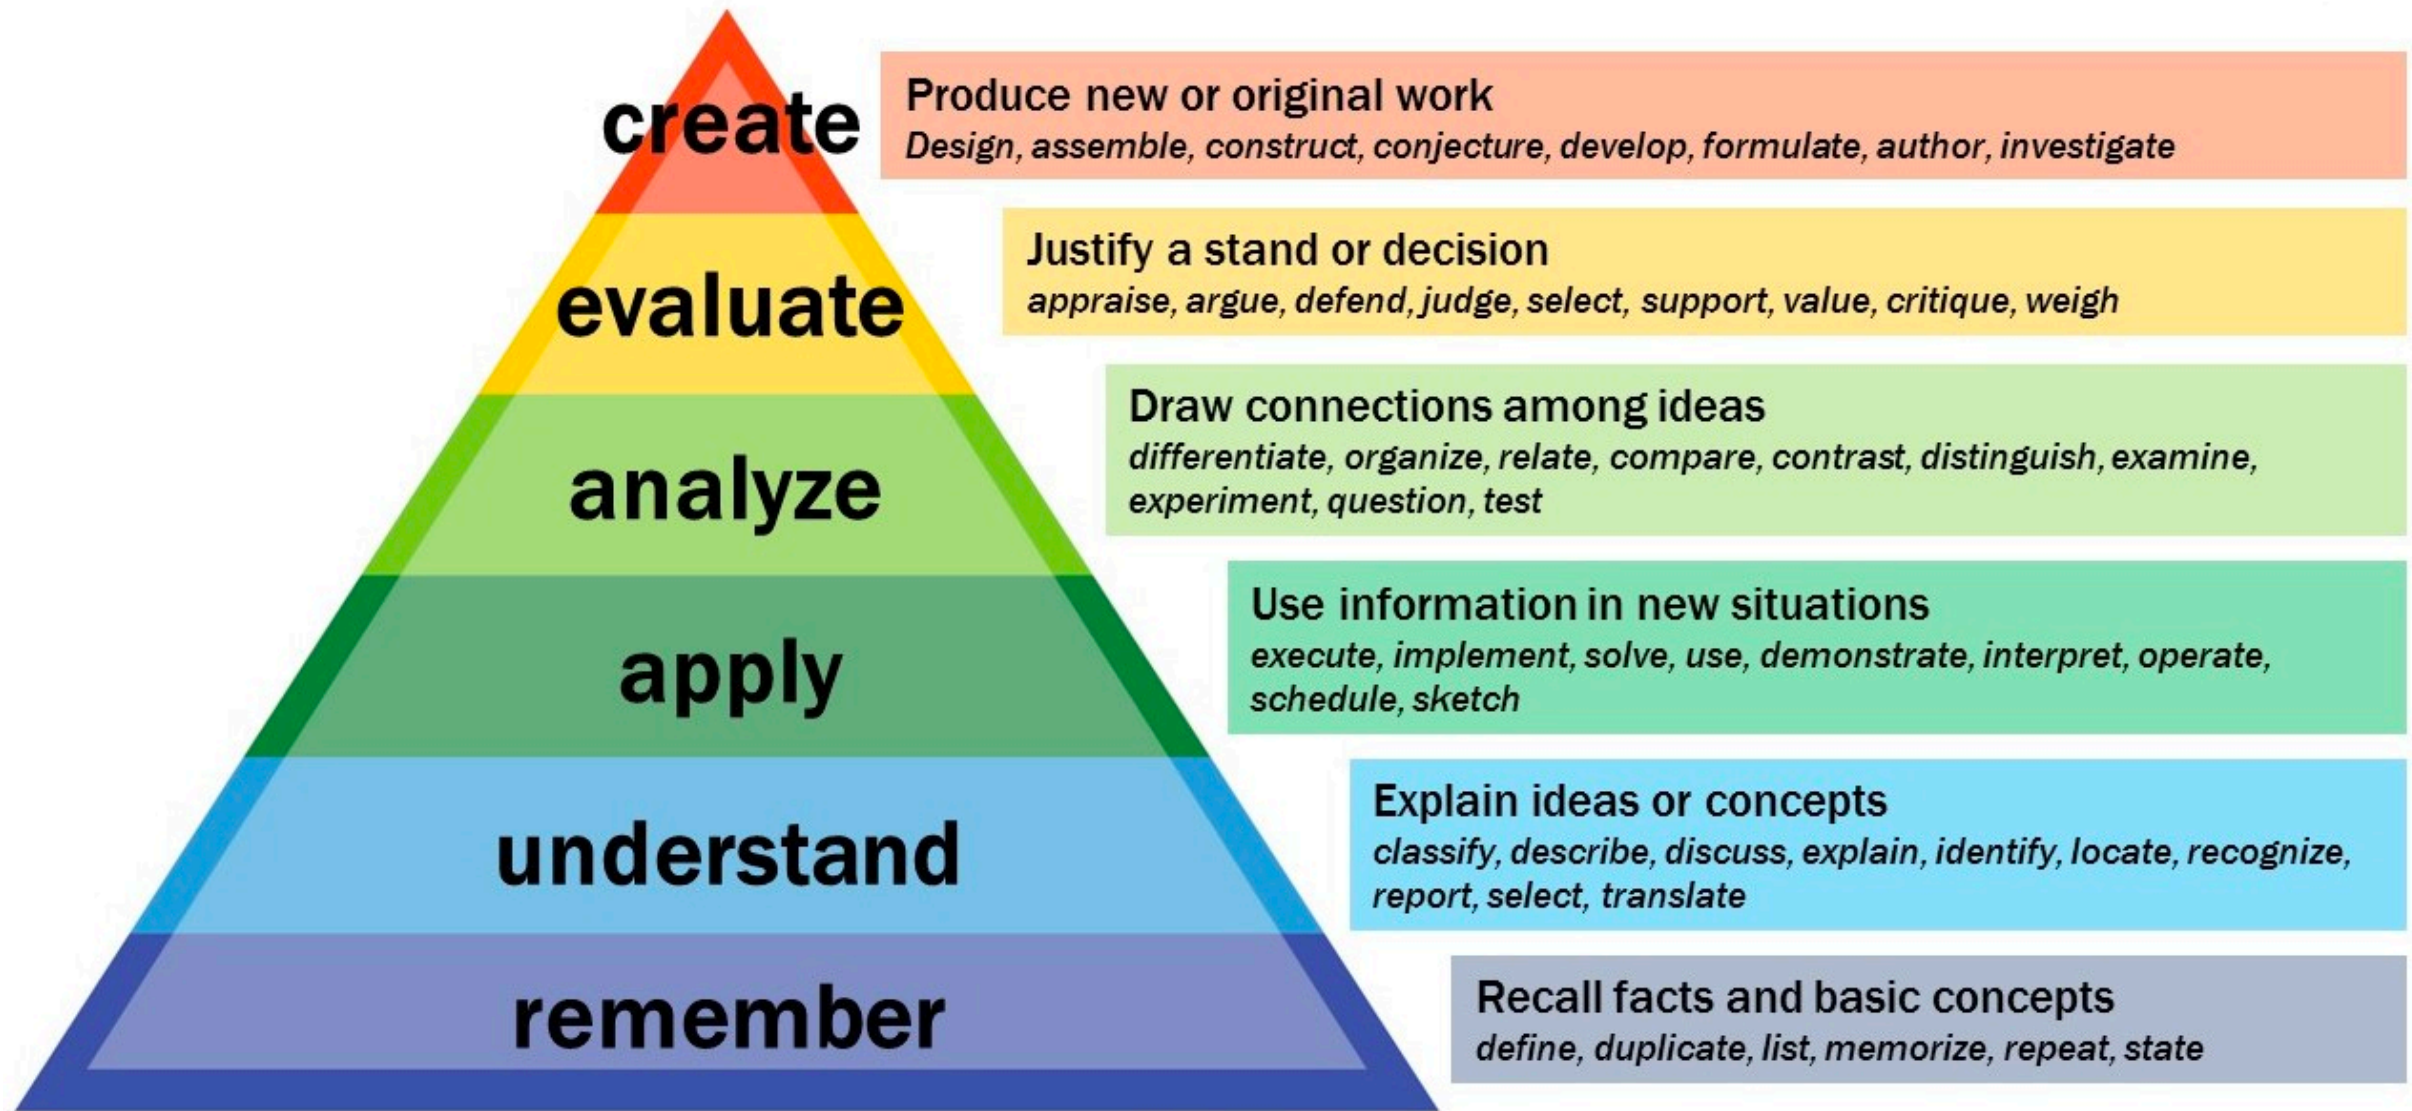 create
Produce new or original work
Design, assemble, construct, conjecture, develop, formulate, author, investigate
evaluate
Justify a stand or decision
appraise, argue, defend, judge, select, support, value, critique, weigh
analyze
Draw connections among ideas
differentiate, organize, relate, compare, contrast, distinguish, examine,
experiment, question, test
apply
Use information in new situations
execute, implement, solve, use, demonstrate, interpret, operate,
schedule, sketch
understand
Explain ideas or concepts
classify, describe, discuss, explain, identify, locate, recognize,
report, select, translate
remember
Recall facts and basic concepts
define, duplicate, list, memorize, repeat, state